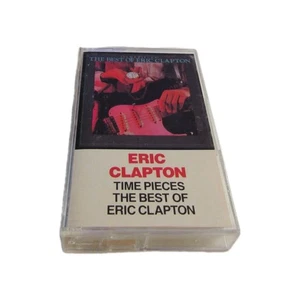 THE BEST OF ERIC CLAPTON
ERIC
CLAPTON
TIME PIECES
THE BEST OF
ERIC CLAPTON